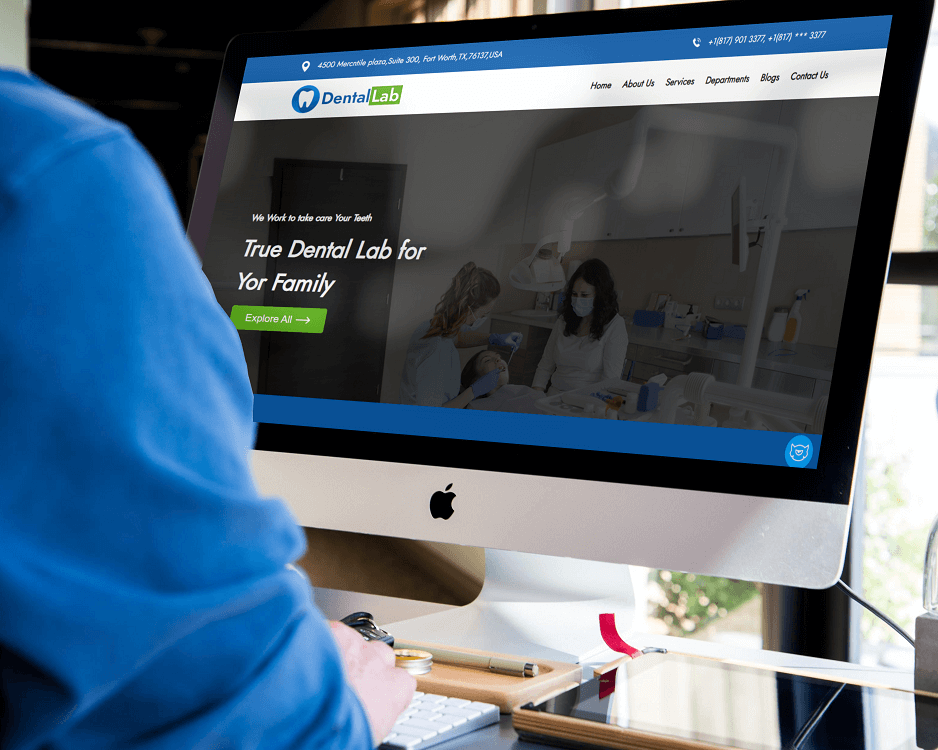 4500 Mercntile plaza,Suite 300, Fort Worth,TX,76137,USA
+1(817) 901 3377, +1(817) *** 3377
DentalLab
Home About Us Services Departments Blogs Contact Us
We Work to take care Your Teeth
True Dental Lab for
Yor Family
Explore All →